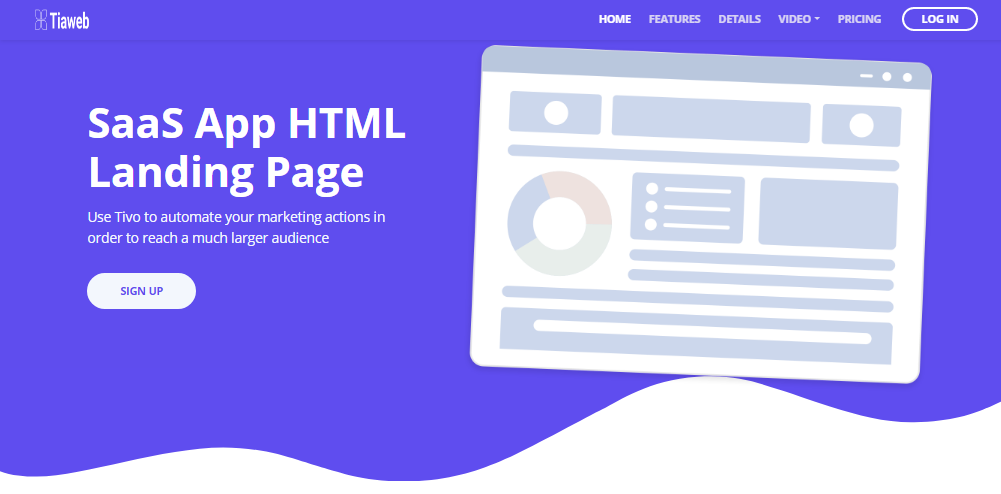 Tiaweb
HOME FEATURES DETAILS VIDEO PRICING LOG IN
SaaS App HTML
Landing Page
Use Tivo to automate your marketing actions in
order to reach a much larger audience
SIGN UP